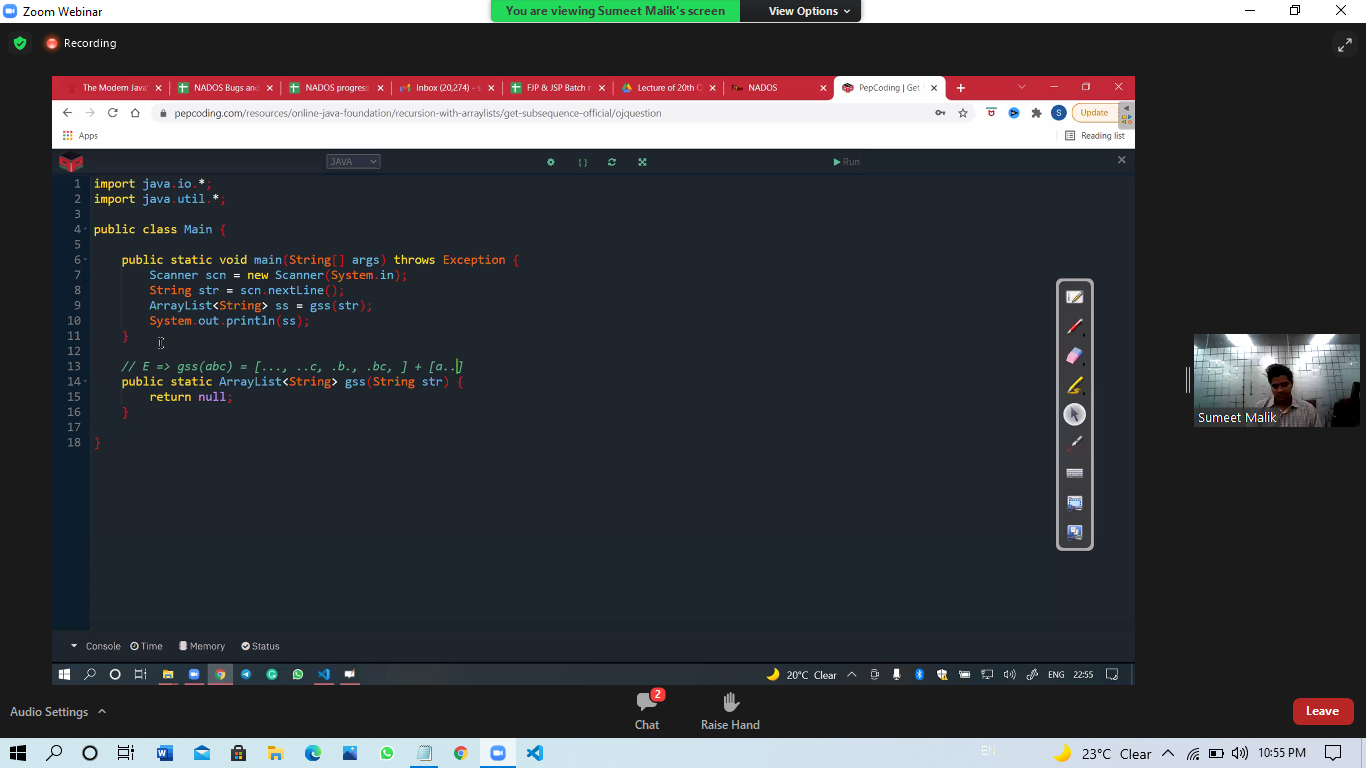 Zoom Webinar
You are viewing Sumeet Malik's screen
View Options
Recording
The Modern Java
NADOS Bugs and
NADOS progres
Inbox (20,274) - s
FJP & JSP Batch r
Lecture of 20th C
NADOS
PepCoding | Get
pepcoding.com/resources/online-java-foundation/recursion-with-arraylists/get-subsequence-official/ojquestion
S
Update
Apps
Reading list
JAVA
Run
1 import java.io.*;
2 import java.util.*;
3
4 public class Main {
5
6 public static void main(String[] args) throws Exception {
7 Scanner scn = new Scanner(System.in);
8 String str = scn.nextLine();
9 ArrayList<String> ss = gss(str);
10 System.out.println(ss);
11 }
12
13 // E => gss(abc) = [..., ..c, .b., .bc, ] + [a..]
14 public static ArrayList<String> gss(String str) {
15 return null;
16 }
17
18 }
Sumeet Malik
Console Time Memory Status
20°C Clear
ENG 22:55
Audio Settings
2
Chat
Raise Hand
Leave
EN
23°C Clear
10:55 PM